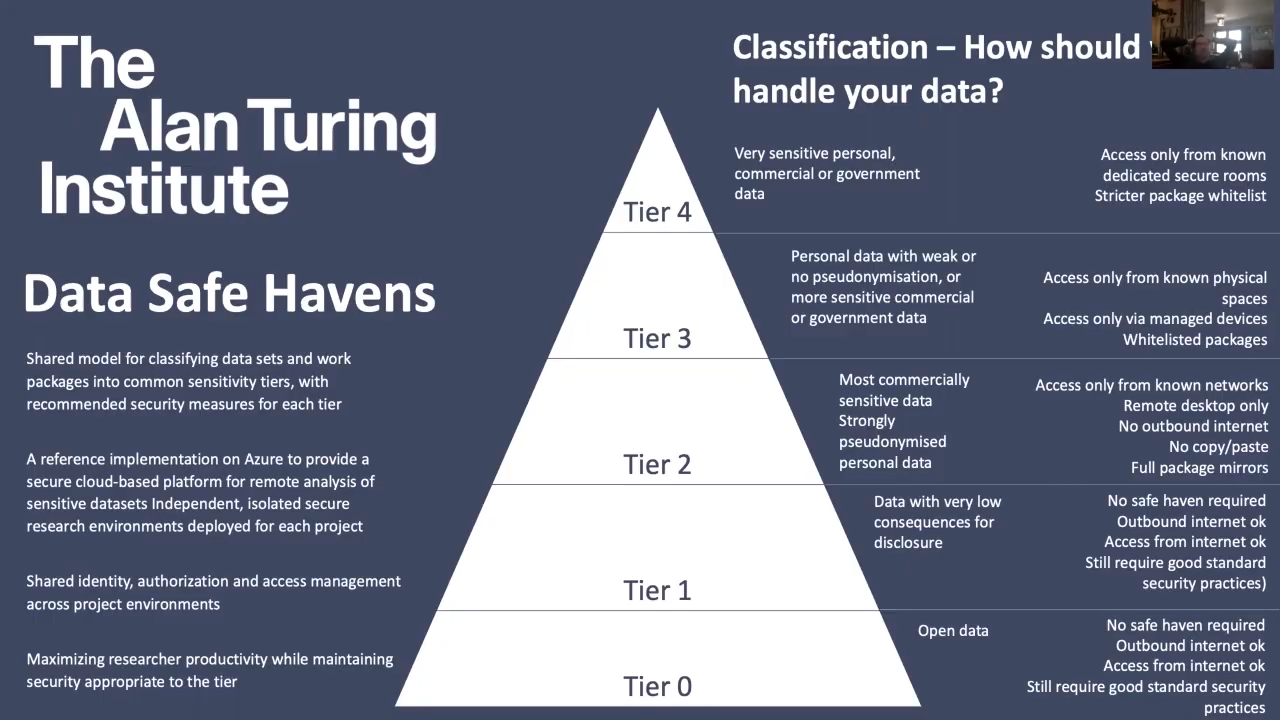 The
Alan Turing
Institute
Data Safe Havens
Shared model for classifying data sets and work
packages into common sensitivity tiers, with
recommended security measures for each tier
A reference implementation on Azure to provide a
secure cloud-based platform for remote analysis of
sensitive datasets Independent, isolated secure
research environments deployed for each project
Shared identity, authorization and access management
across project environments
Maximizing researcher productivity while maintaining
security appropriate to the tier
Classification – How should
handle your data?
Tier 4
Very sensitive personal,
commercial or government
data
Access only from known
dedicated secure rooms
Stricter package whitelist
Tier 3
Personal data with weak or
no pseudonymisation, or
more sensitive commercial
or government data
Access only from known physical
spaces
Access only via managed devices
Whitelisted packages
Tier 2
Most commercially
sensitive data
Strongly
pseudonymised
personal data
Access only from known networks
Remote desktop only
No outbound internet
No copy/paste
Full package mirrors
Tier 1
Data with very low
consequences for
disclosure
No safe haven required
Outbound internet ok
Access from internet ok
Still require good standard
security practices)
Tier 0
Open data
No safe haven required
Outbound internet ok
Access from internet ok
Still require good standard security
practices